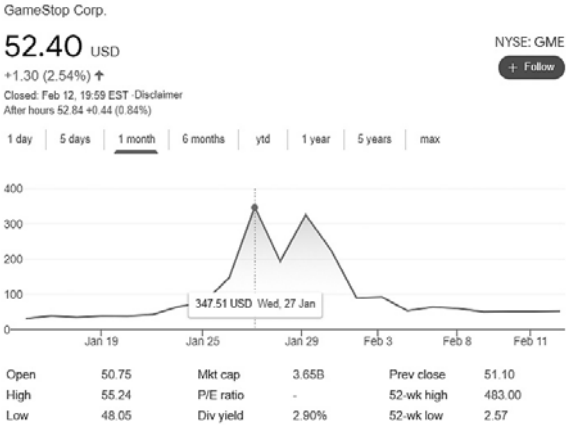 GameStop Corp.
52.40 USD
NYSE: GME
+1.30 (2.54%) ↑
+ Follow
Closed: Feb 12, 19:59 EST ·Disclaimer
After hours 52.84 +0.44 (0.84%)
1 day 5 days 1 month 6 months ytd 1 year 5 years max
400
300
200
100
0
347.51 USD Wed, 27 Jan
Jan 19 Jan 25 Jan 29 Feb 3 Feb 8 Feb 11
Open 50.75 Mkt cap 3.65B Prev close 51.10
High 55.24 P/E ratio - 52-wk high 483.00
Low 48.05 Div yield 2.90% 52-wk low 2.57